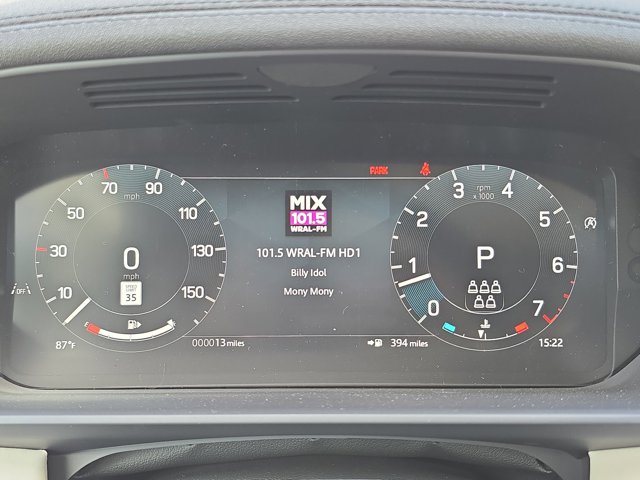 PARK
70
90
mph
50
110
30
130
10
150
0
mph
SPEED
LIMIT
35
OFF
87°F
000013 miles
MIX
101.5
WRAL-FM
101.5 WRAL-FM HD1
Billy Idol
Mony Mony
3
4
rpm
x 1000
2
5
1
6
0
7
P
A
394 miles
15:22